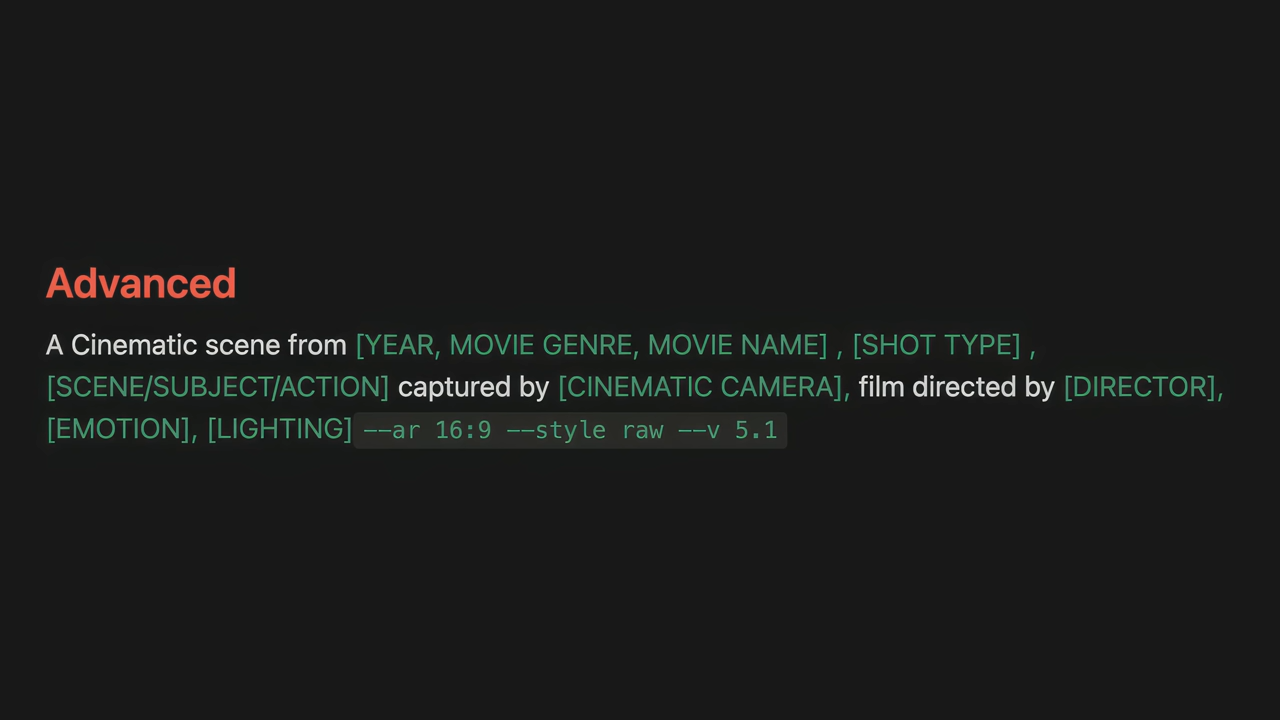 Advanced
A Cinematic scene from [YEAR, MOVIE GENRE, MOVIE NAME] , [SHOT TYPE] ,
[SCENE/SUBJECT/ACTION] captured by [CINEMATIC CAMERA], film directed by [DIRECTOR],
[EMOTION], [LIGHTING] --ar 16:9 --style raw --v 5.1